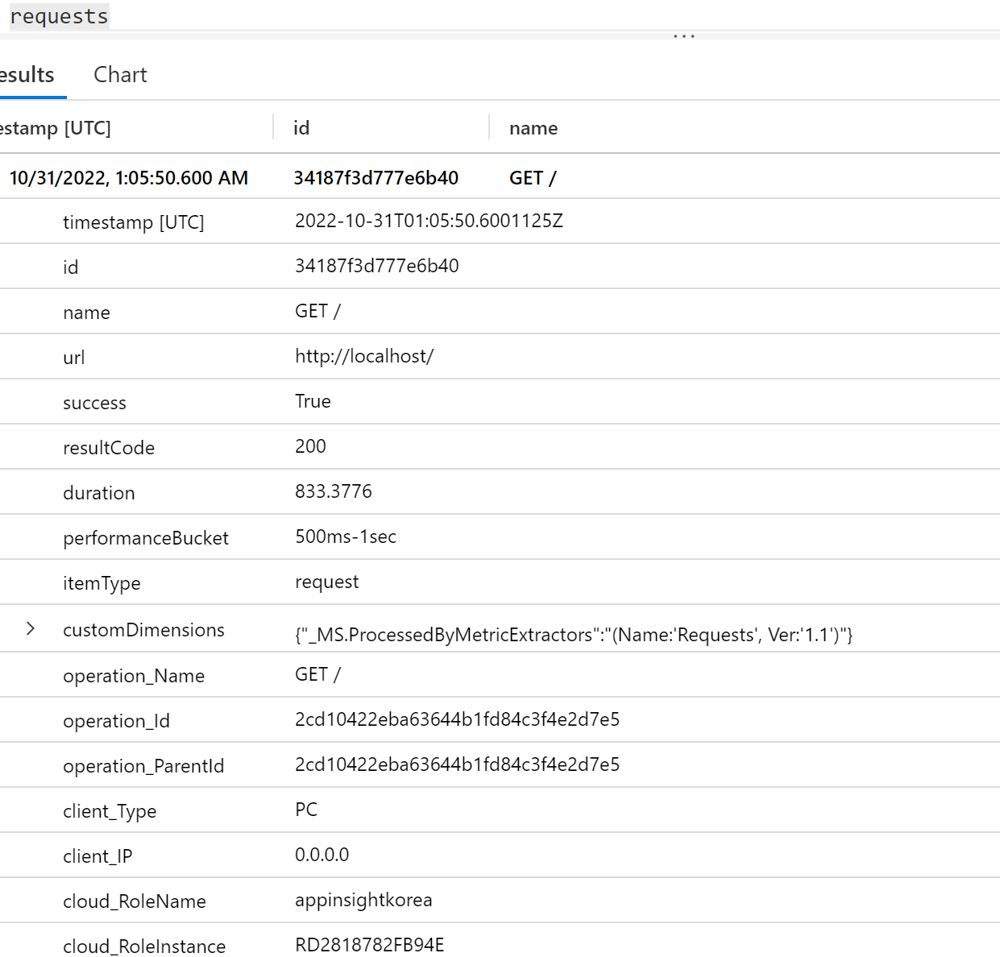 requests
...
esults Chart
estamp [UTC] id name
10/31/2022, 1:05:50.600 AM 34187f3d777e6b40 GET /
timestamp [UTC] 2022-10-31T01:05:50.6001125Z
id 34187f3d777e6b40
name GET /
url http://localhost/
success True
resultCode 200
duration 833.3776
performanceBucket 500ms-1sec
itemType request
customDimensions {"_MS.ProcessedByMetricExtractors":"(Name:'Requests', Ver:'1.1')"}
operation_Name GET /
operation_Id 2cd10422eba63644b1fd84c3f4e2d7e5
operation_ParentId 2cd10422eba63644b1fd84c3f4e2d7e5
client_Type PC
client_IP 0.0.0.0
cloud_RoleName appinsightkorea
cloud_RoleInstance RD2818782FB94E